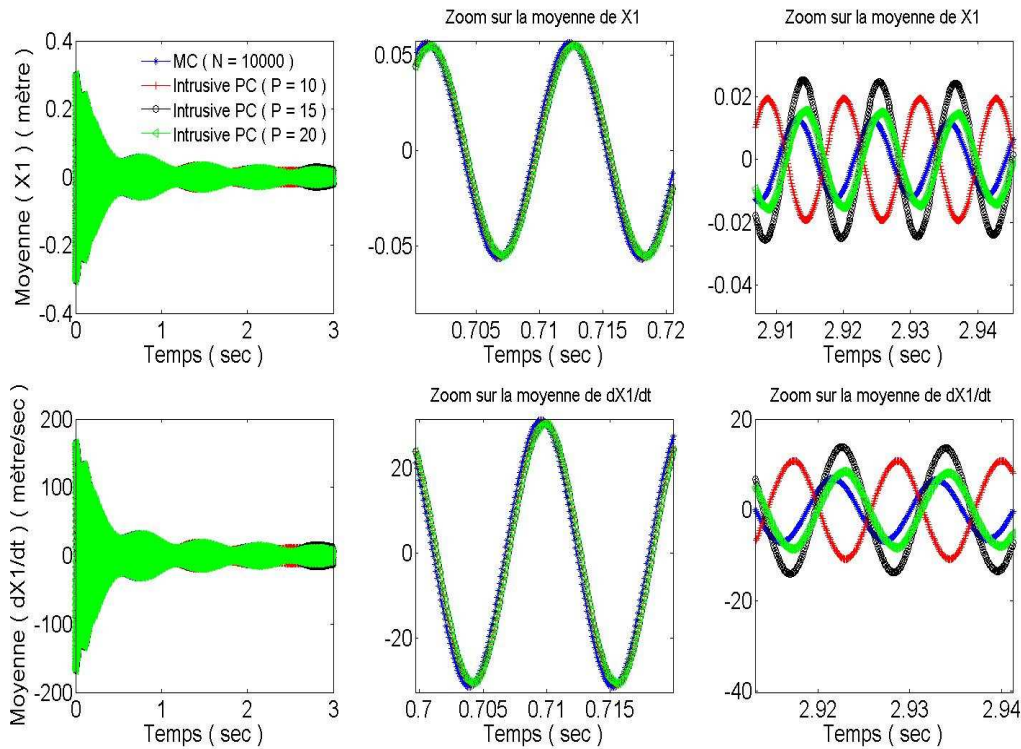 Zoom sur la moyenne de X1
Zoom sur la moyenne de X1
Moyenne ( X1 ) ( mètre )
0.4
0.2
0
-0.2
-0.4
MC ( N = 10000 )
Intrusive PC ( P = 10 )
Intrusive PC ( P = 15 )
Intrusive PC ( P = 20 )
0 1 2 3
Temps ( sec )
0.05
0
-0.05
0.705 0.71 0.715 0.72
Temps ( sec )
0.02
0
-0.02
-0.04
2.91 2.92 2.93 2.94
Temps ( sec )
Zoom sur la moyenne de dX1/dt
Zoom sur la moyenne de dX1/dt
Moyenne ( dX1/dt ) ( mètre/sec )
200
100
0
-100
-200
0 1 2 3
Temps ( sec )
20
0
-20
0.7 0.705 0.71 0.715
Temps ( sec )
20
0
-20
-40
2.92 2.93 2.94
Temps ( sec )